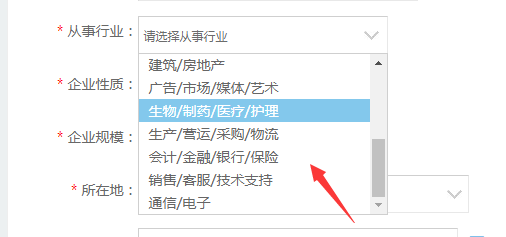 * 从事行业：
请选择从事行业
建筑/房地产
* 企业性质：
广告/市场/媒体/艺术
生物/制药/医疗/护理
* 企业规模：
生产/营运/采购/物流
会计/金融/银行/保险
* 所在地：
销售/客服/技术支持
通信/电子